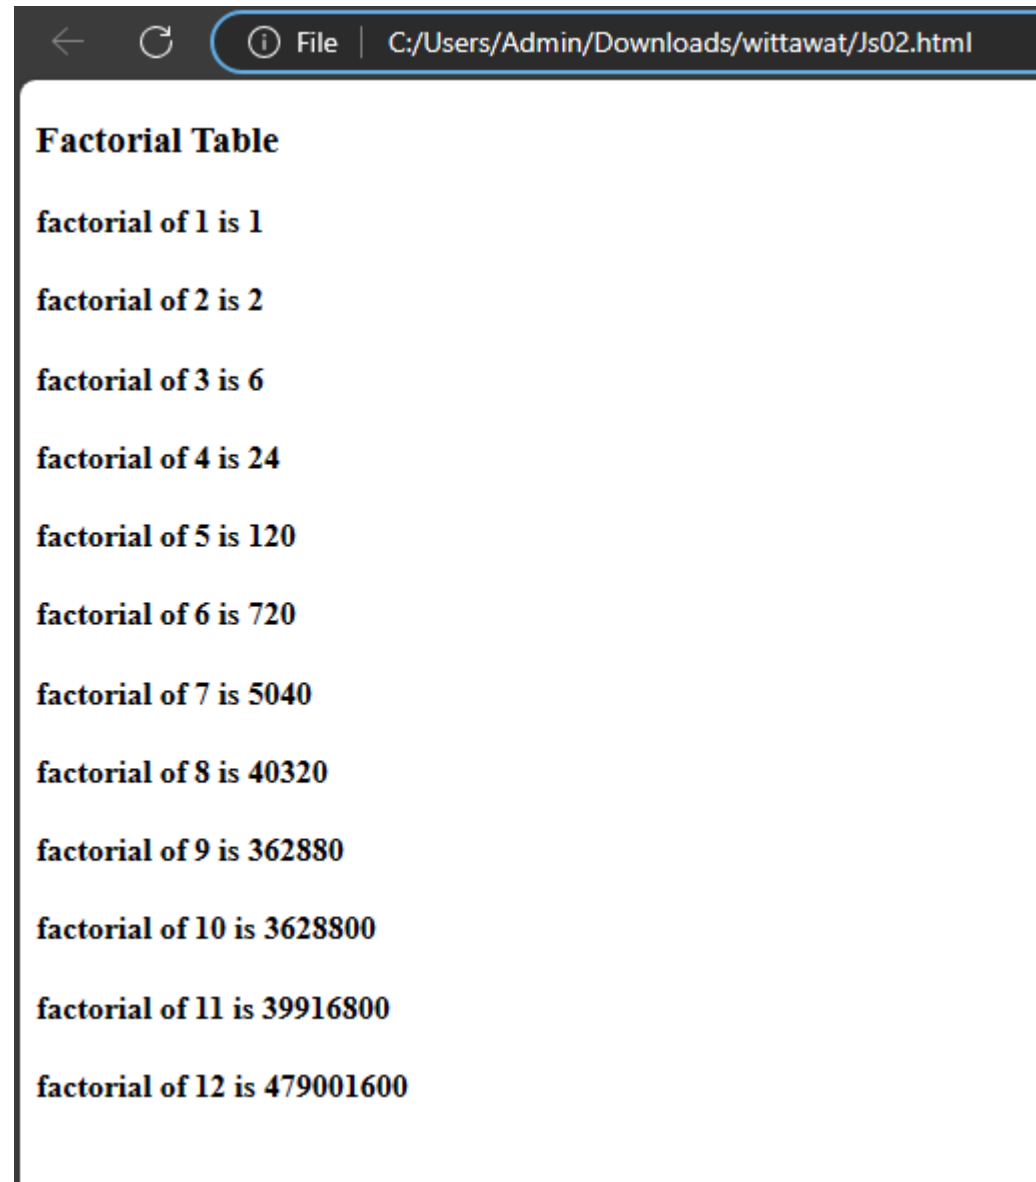 File | C:/Users/Admin/Downloads/wittawat/Js02.html
Factorial Table
factorial of 1 is 1
factorial of 2 is 2
factorial of 3 is 6
factorial of 4 is 24
factorial of 5 is 120
factorial of 6 is 720
factorial of 7 is 5040
factorial of 8 is 40320
factorial of 9 is 362880
factorial of 10 is 3628800
factorial of 11 is 39916800
factorial of 12 is 479001600